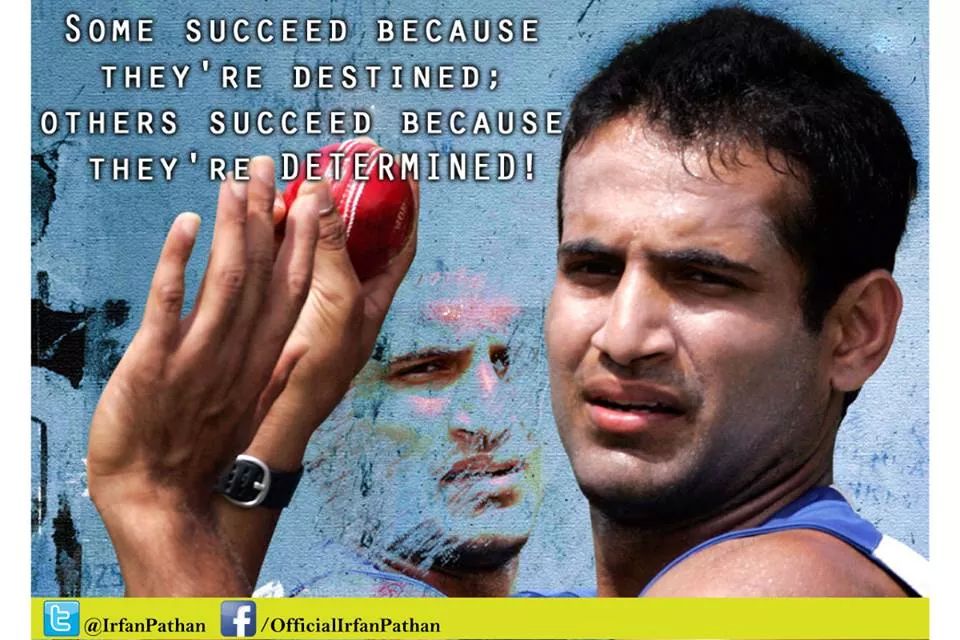 SOME SUCCEED BECAUSE
THEY'RE DESTINED;
OTHERS SUCCEED BECAUSE
THEY'RE DETERMINED!
@IrfanPathan f /OfficialIrfanPathan